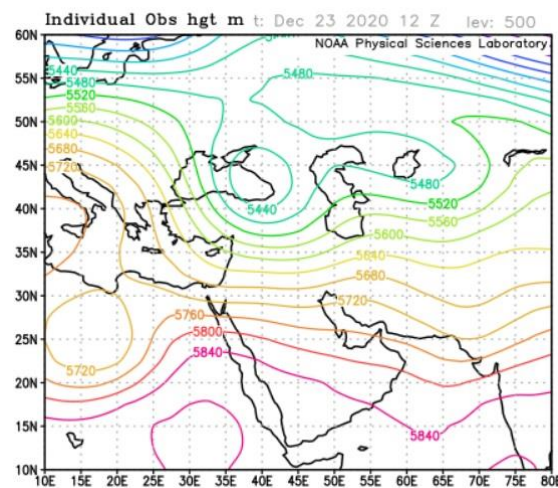 Individual Obs hgt m t: Dec 23 2020 12 Z lev: 500
NOAA Physical Sciences Laboratory
60N
55N
50N
45N
40N
35N
30N
25N
20N
15N
10N
5440
5480
5520
5560
5600
5640
5680
5720
5480
5480
5440
5520
5560
5600
5640
5680
5720
5760
5800
5840
5720
5840
10E 15E 20E 25E 30E 35E 40E 45E 50E 55E 60E 65E 70E 75E 80E